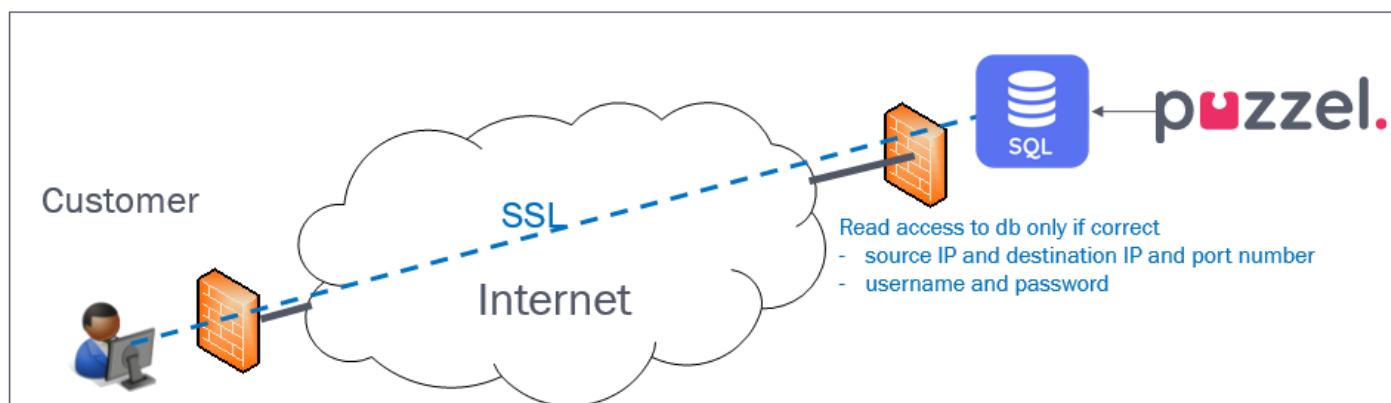 SQL
puzzel.
Customer
SSL
Internet
Read access to db only if correct
- source IP and destination IP and port number
- username and password